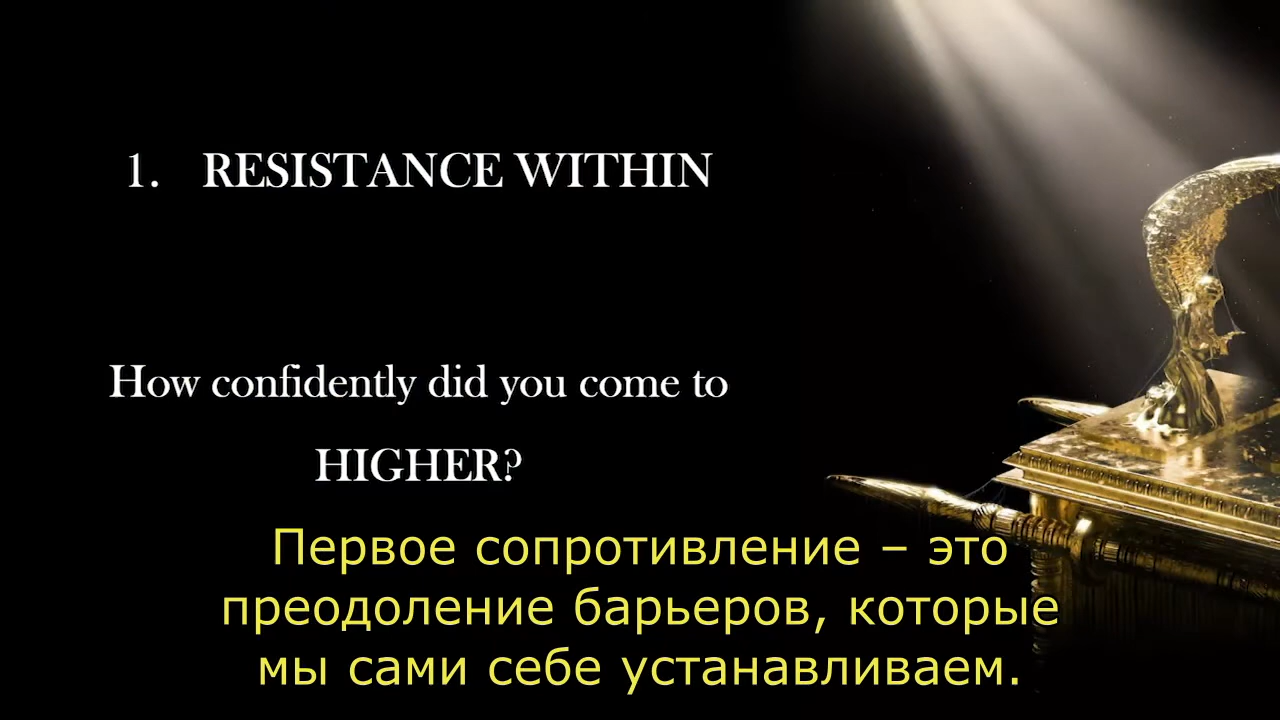 1. RESISTANCE WITHIN
How confidently did you come to
HIGHER?
Первое сопротивление – это
преодоление барьеров, которые
мы сами себе устанавливаем.